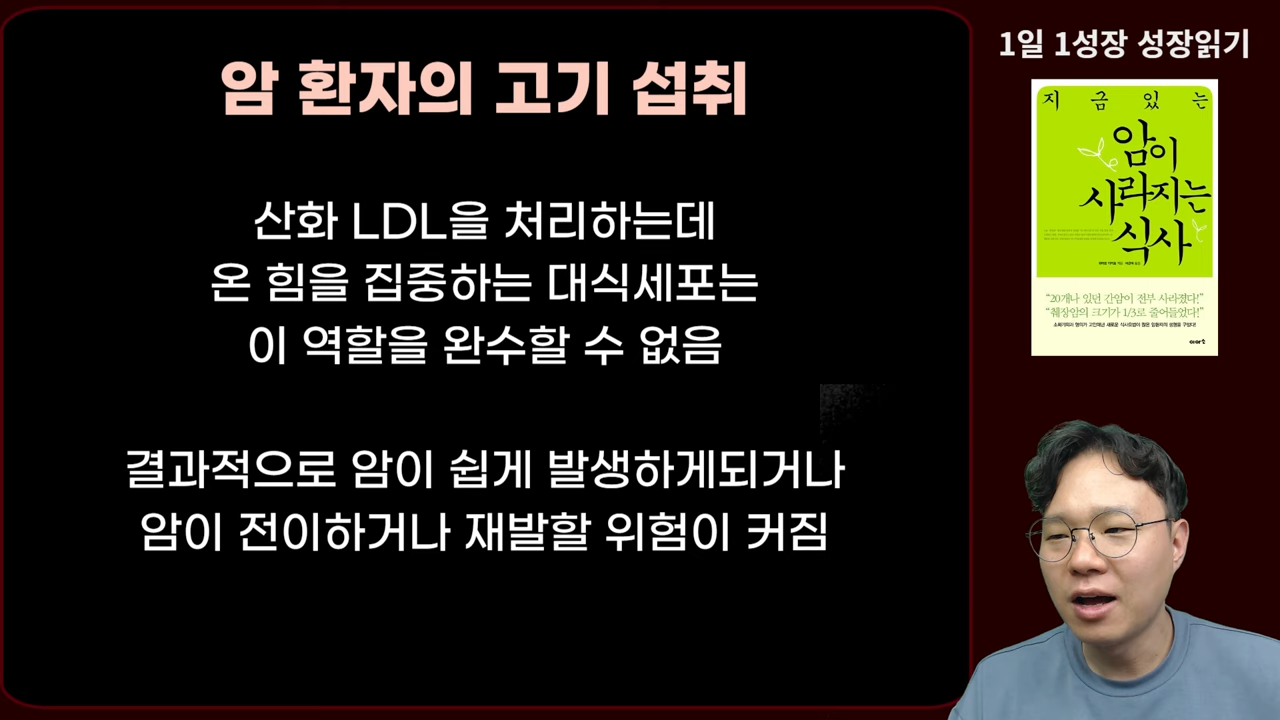 암 환자의 고기 섭취
산화 LDL을 처리하는데
온 힘을 집중하는 대식세포는
이 역할을 완수할 수 없음
결과적으로 암이 쉽게 발생하게되거나
암이 전이하거나 재발할 위험이 커짐
1일 1성장 성장읽기
지금있는
암이
사라지는
식사
“20개나 있던 간암이 전부 사라졌다!”
“췌장암의 크기가 1/3로 줄어들었다!”